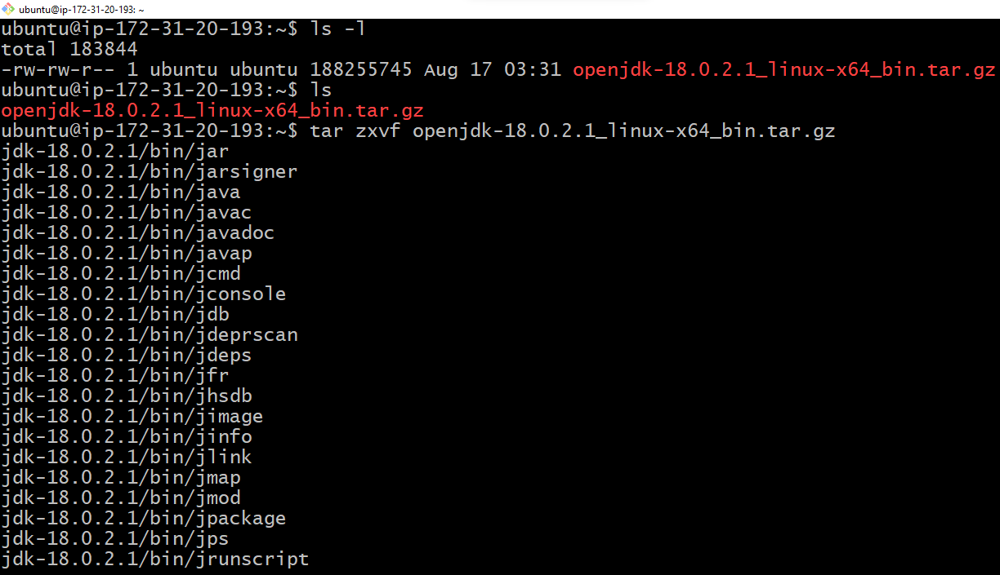 ubuntu@ip-172-31-20-193: ~
ubuntu@ip-172-31-20-193:~$ ls -l
total 183844
-rw-rw-r-- 1 ubuntu ubuntu 188255745 Aug 17 03:31 openjdk-18.0.2.1_linux-x64_bin.tar.gz
ubuntu@ip-172-31-20-193:~$ ls
openjdk-18.0.2.1_linux-x64_bin.tar.gz
ubuntu@ip-172-31-20-193:~$ tar zxvf openjdk-18.0.2.1_linux-x64_bin.tar.gz
jdk-18.0.2.1/bin/jar
jdk-18.0.2.1/bin/jarsigner
jdk-18.0.2.1/bin/java
jdk-18.0.2.1/bin/javac
jdk-18.0.2.1/bin/javadoc
jdk-18.0.2.1/bin/javap
jdk-18.0.2.1/bin/jcmd
jdk-18.0.2.1/bin/jconsole
jdk-18.0.2.1/bin/jdb
jdk-18.0.2.1/bin/jdeprscan
jdk-18.0.2.1/bin/jdeps
jdk-18.0.2.1/bin/jfr
jdk-18.0.2.1/bin/jhsdb
jdk-18.0.2.1/bin/jimage
jdk-18.0.2.1/bin/jinfo
jdk-18.0.2.1/bin/jlink
jdk-18.0.2.1/bin/jmap
jdk-18.0.2.1/bin/jmod
jdk-18.0.2.1/bin/jpackage
jdk-18.0.2.1/bin/jps
jdk-18.0.2.1/bin/jrunscript